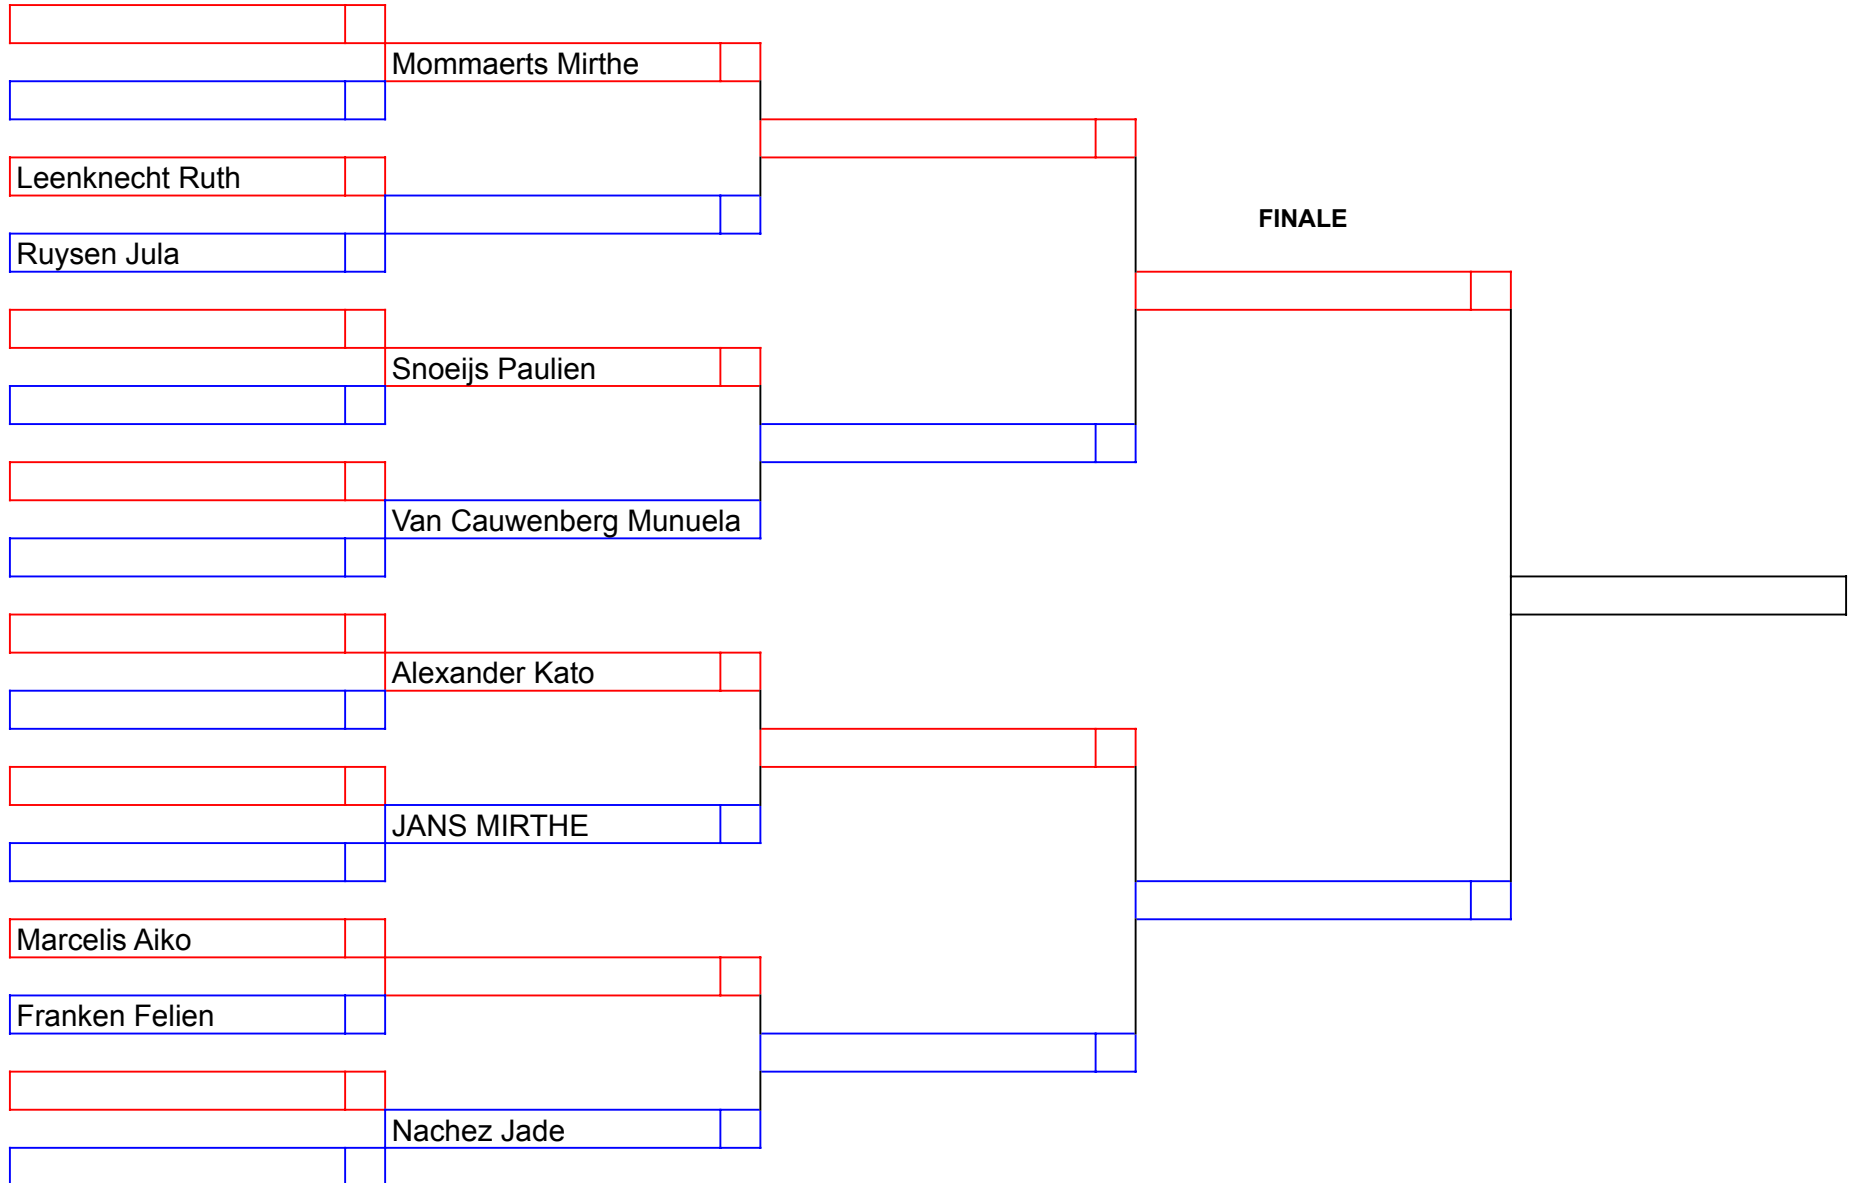 Mommaerts Mirthe
Leenknecht Ruth
FINALE
Ruysen Jula
Snoeijs Paulien
Van Cauwenberg Munuela
Alexander Kato
JANS MIRTHE
Marcelis Aiko
Franken Felien
Nachez Jade